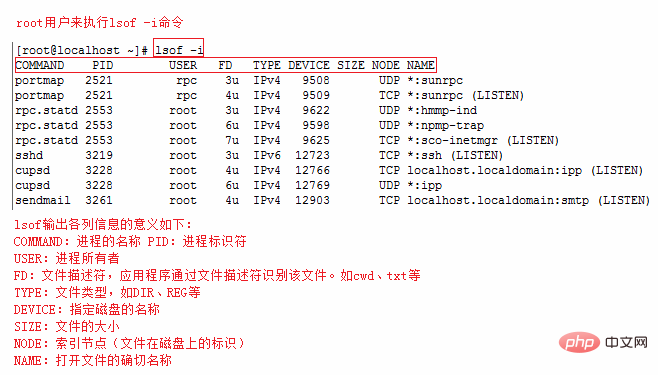 root用户来执行lsof -i命令
[root@localhost ~]# lsof -i
COMMAND PID USER FD TYPE DEVICE SIZE NODE NAME
portmap 2521 rpc 3u IPv4 9508 UDP *:sunrpc
portmap 2521 rpc 4u IPv4 9509 TCP *:sunrpc (LISTEN)
rpc.statd 2553 root 3u IPv4 9622 UDP *:hmmp-ind
rpc.statd 2553 root 6u IPv4 9598 UDP *:npmp-trap
rpc.statd 2553 root 7u IPv4 9625 TCP *:sco-inetmgr (LISTEN)
sshd 3219 root 3u IPv6 12723 TCP *:ssh (LISTEN)
cupsd 3228 root 4u IPv4 12766 TCP localhost.localdomain:ipp (LISTEN)
cupsd 3228 root 6u IPv4 12769 UDP *:ipp
sendmail 3261 root 4u IPv4 12903 TCP localhost.localdomain:smtp (LISTEN)
lsof输出各列信息的意义如下：
COMMAND：进程的名称 PID：进程标识符
USER：进程所有者
FD：文件描述符，应用程序通过文件描述符识别该文件。如cwd、txt等
TYPE：文件类型，如DIR、REG等
DEVICE：指定磁盘的名称
SIZE：文件的大小
NODE：索引节点（文件在磁盘上的标识）
NAME：打开文件的确切名称
php 中文网